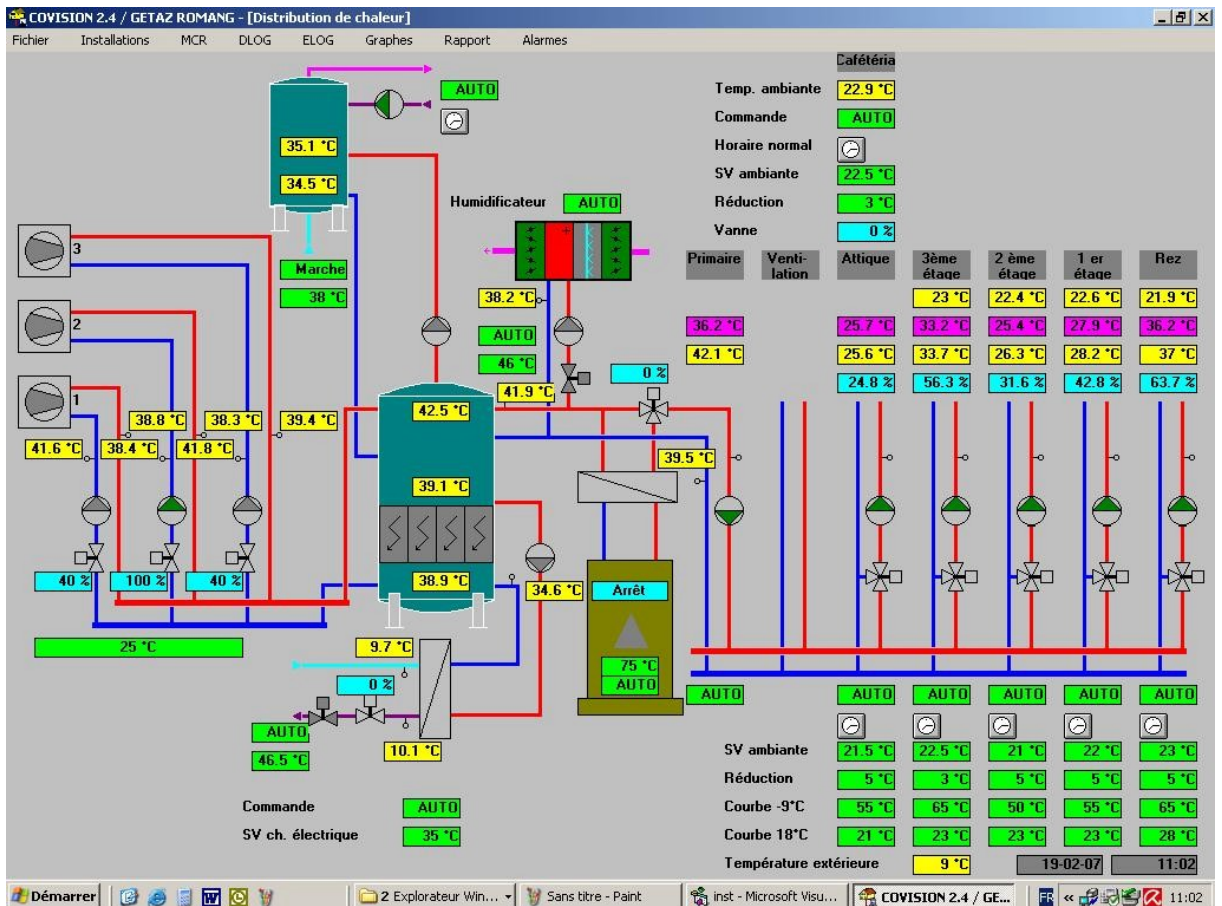 COVISION 2.4 / GETAZ ROMANG - [Distribution de chaleur]
Fichier Installations MCR DLOG ELOG Graphes Rapport Alarmes
Cafétéria
AUTO Temp. ambiante 22.9 °C
Commande AUTO
35.1 °C Horaire normal
34.5 °C SV ambiante 22.5 °C
Humidificateur AUTO Réduction 3 °C
Vanne 0 %
3 Primaire Venti- Attique 3ème 2 ème 1 er Rez
lation étage étage étage
Marche
38 °C 38.2 °C 23 °C 22.4 °C 22.6 °C 21.9 °C
2 AUTO 36.2 °C 25.7 °C 33.2 °C 25.4 °C 27.9 °C 36.2 °C
46 °C 42.1 °C 25.6 °C 33.7 °C 26.3 °C 28.2 °C 37 °C
0 % 24.8 % 56.3 % 31.6 % 42.8 % 63.7 %
1 41.9 °C
42.5 °C
38.8 °C 38.3 °C 39.4 °C
41.6 °C 38.4 °C 41.8 °C 39.5 °C
39.1 °C
40 % 100 % 40 % 38.9 °C 34.6 °C Arrêt
25 °C 9.7 °C
75 °C
0 % AUTO AUTO AUTO AUTO AUTO AUTO AUTO
AUTO
46.5 °C 10.1 °C SV ambiante 21.5 °C 22.5 °C 21 °C 22 °C 23 °C
Réduction 5 °C 3 °C 5 °C 5 °C 5 °C
Commande AUTO Courbe -9°C 55 °C 65 °C 50 °C 55 °C 65 °C
SV ch. électrique 35 °C Courbe 18°C 21 °C 23 °C 23 °C 23 °C 28 °C
Température extérieure 9 °C 19-02-07 11:02
Démarrer 2 Explorateur Win... Sans titre - Paint inst - Microsoft Visu... COVISION 2.4 / GE... FR « 11:02